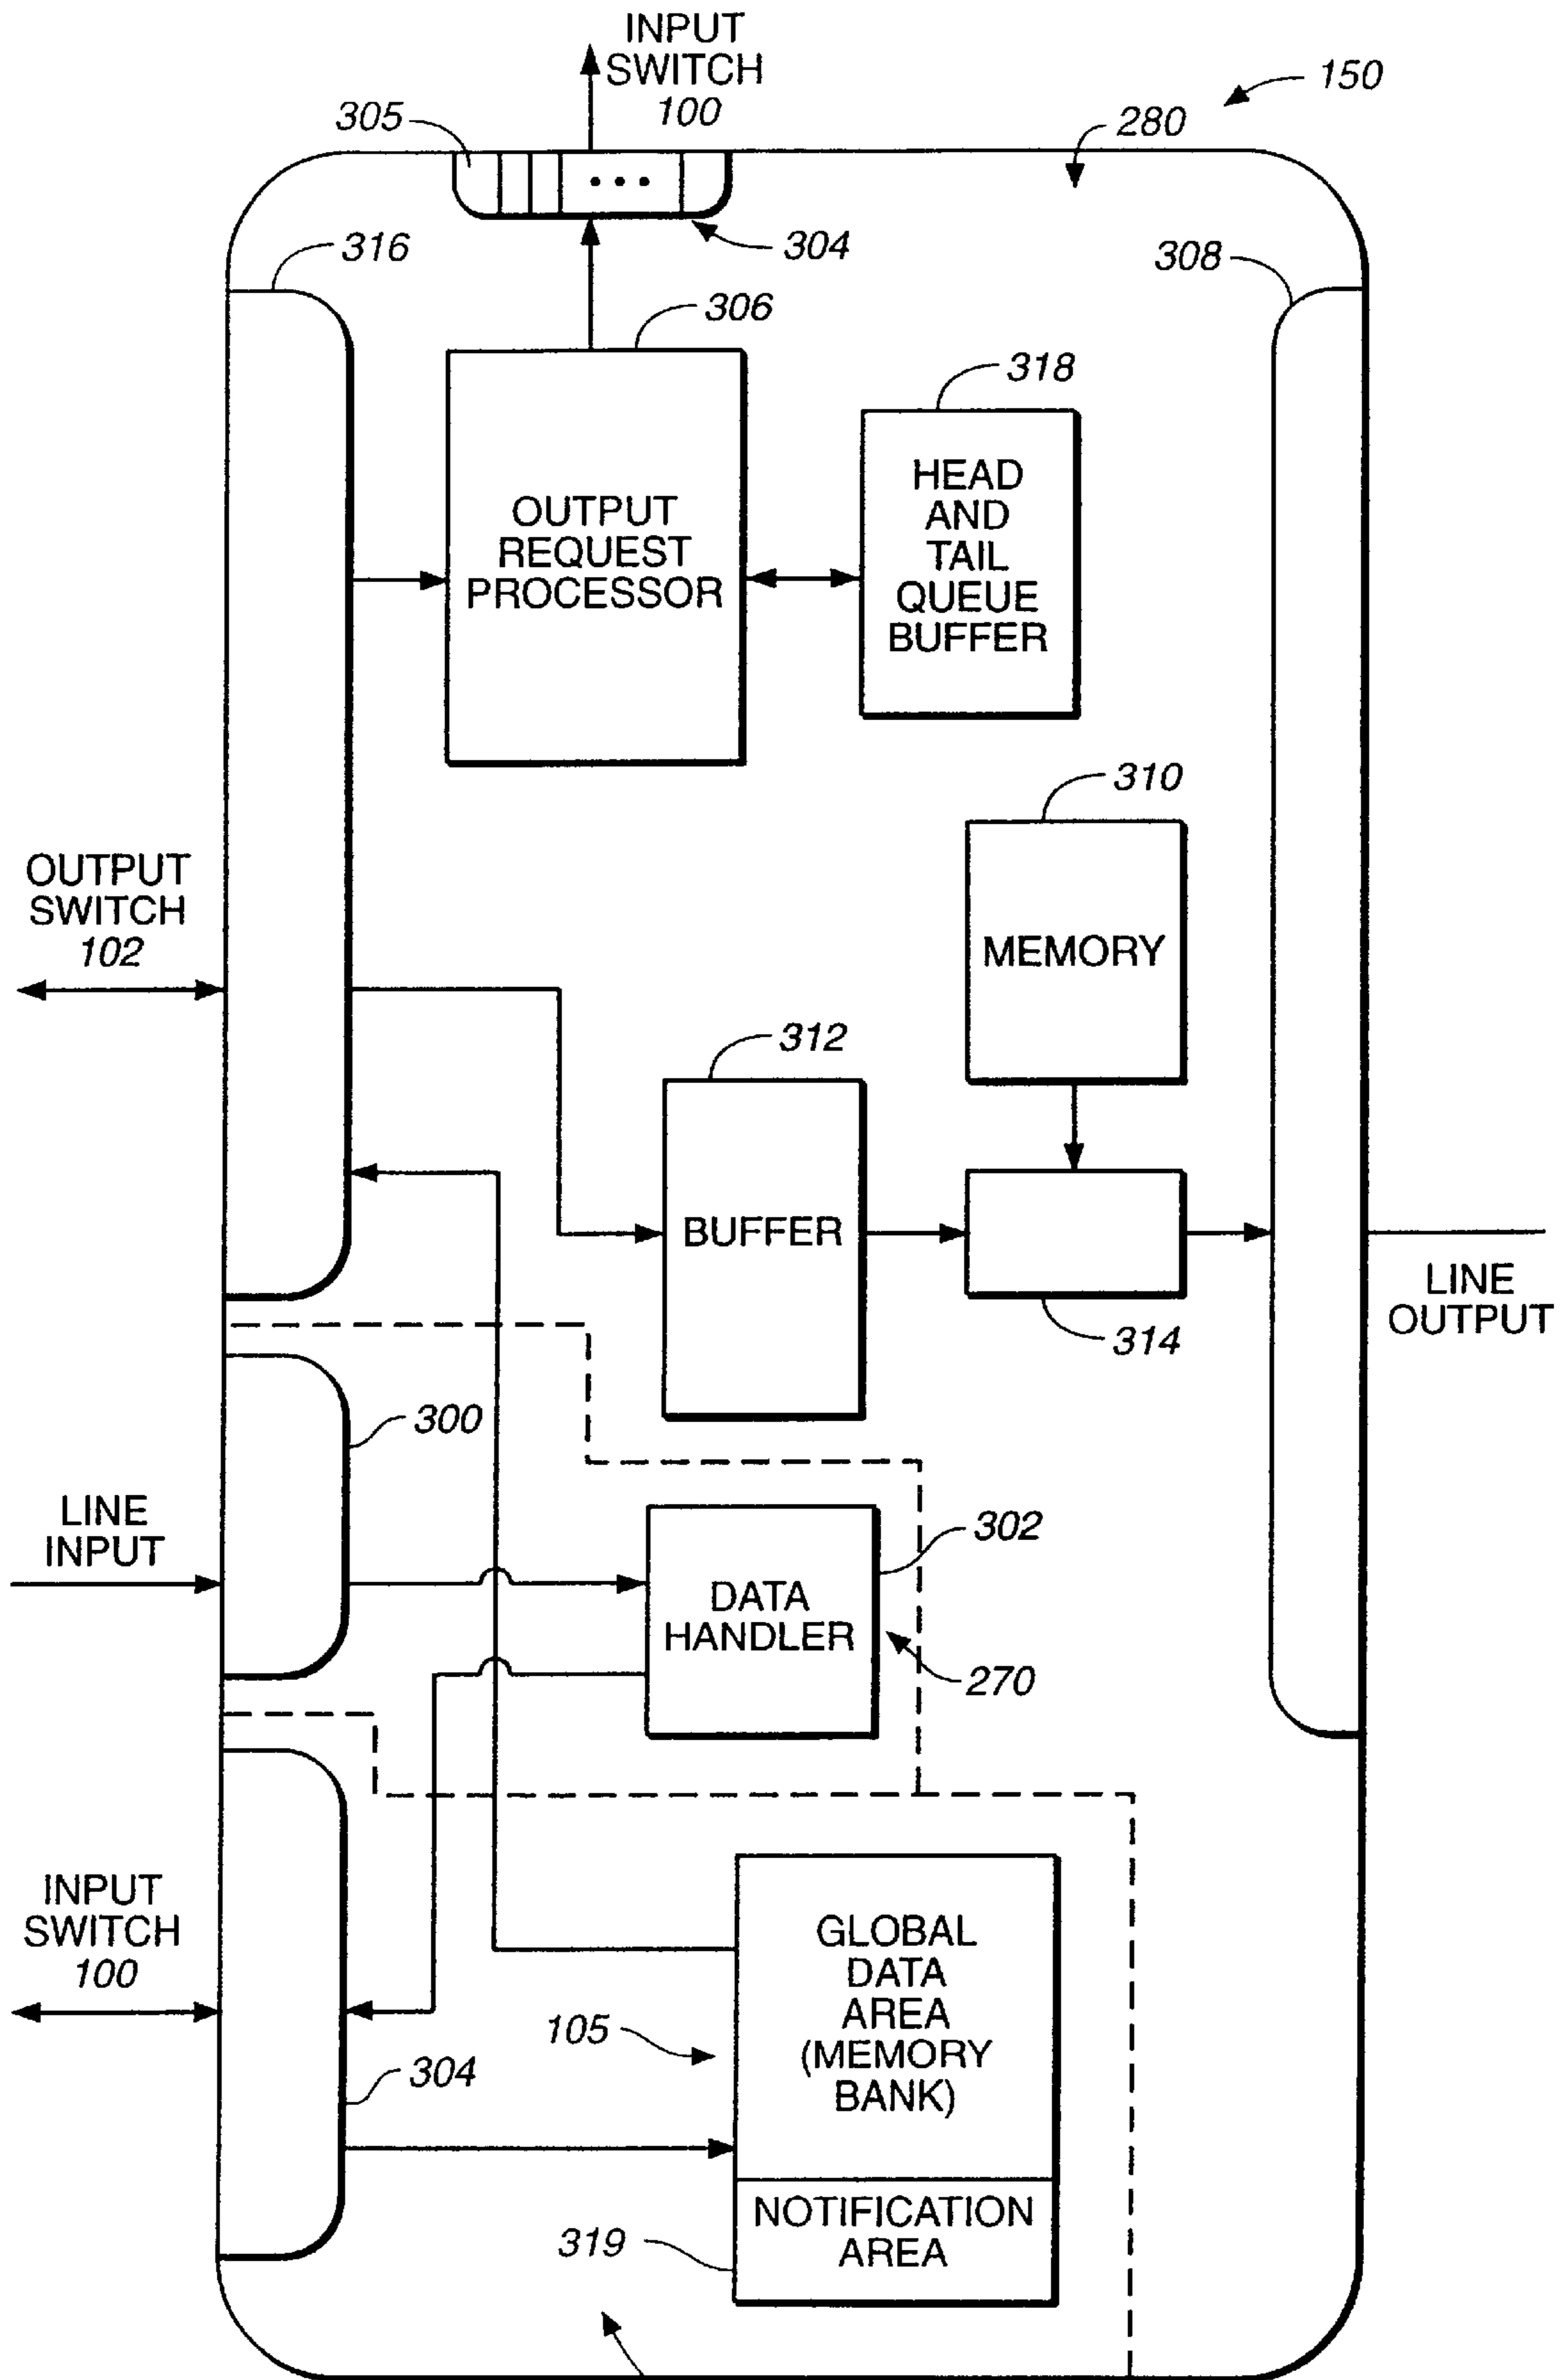 INPUT
SWITCH
100
150
305
280
304
316
308
306
318
HEAD
AND
TAIL
QUEUE
BUFFER
OUTPUT
REQUEST
PROCESSOR
310
OUTPUT
SWITCH
102
MEMORY
312
BUFFER
LINE
OUTPUT
314
300
LINE
INPUT
302
DATA
HANDLER
270
INPUT
SWITCH
100
GLOBAL
DATA
AREA
(MEMORY
BANK)
105
304
NOTIFICATION
AREA
319